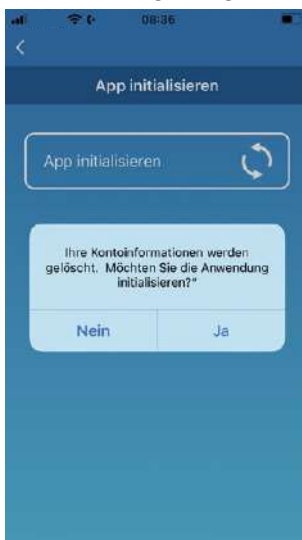 08:36
App initialisieren
App initialisieren
Ihre Kontoinformationen werden
gelöscht. Möchten Sie die Anwendung
initialisieren?"
Nein Ja